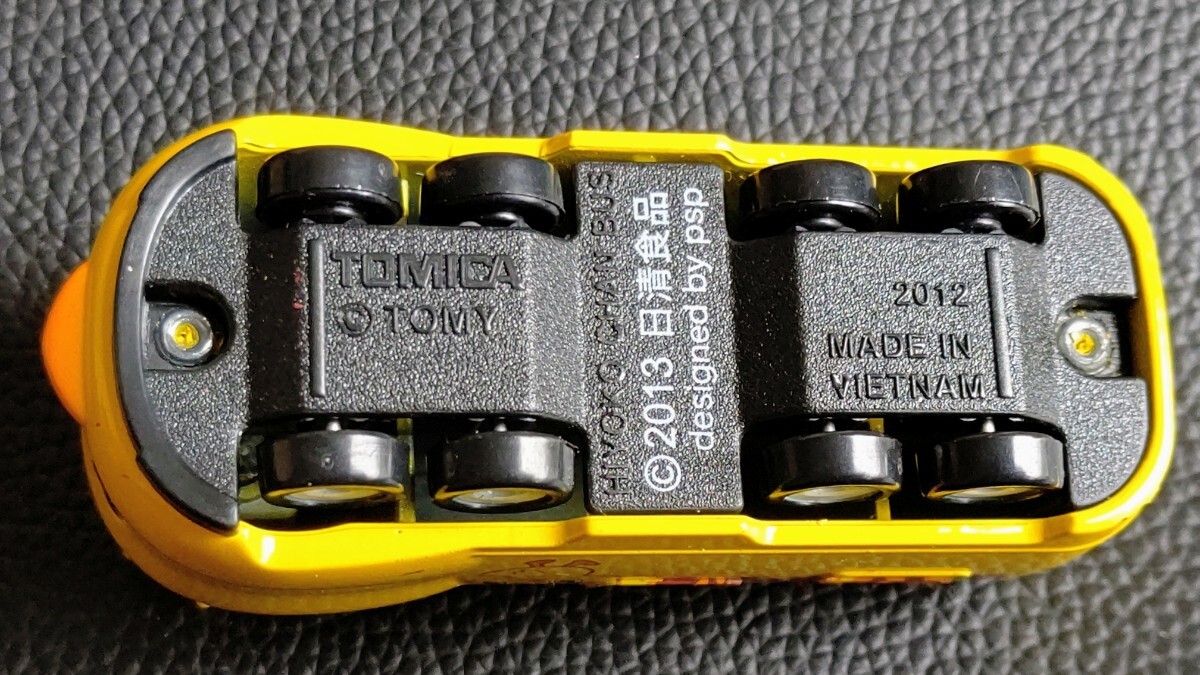 TOMICA
© TOMY
HIYOKO CHAN BUS
©2013 日清食品
designed by psp
2012
MADE IN
VIETNAM